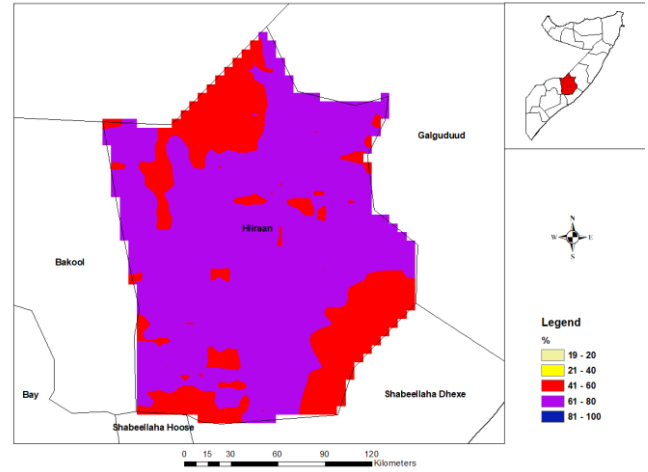 Galguduud
Hiiraan
Bakool
Bay
Shabeellaha Dhexe
Shabeellaha Hoose
N
W
E
S
Legend
%
19 - 20
21 - 40
41 - 60
61 - 80
81 - 100
0 15 30 60 90 120
Kilometers